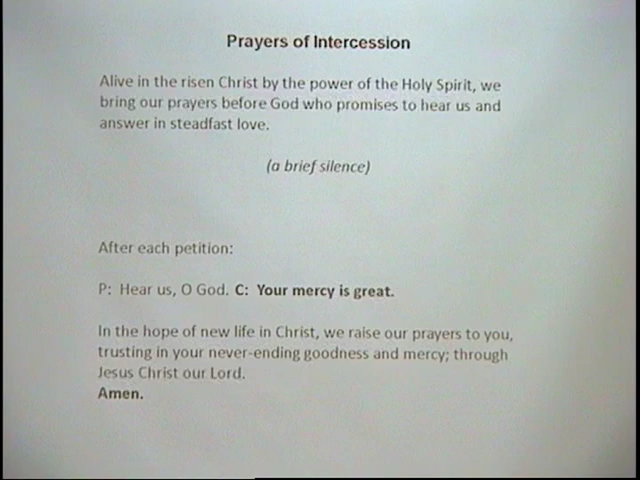 Prayers of Intercession
Alive in the risen Christ by the power of the Holy Spirit, we
bring our prayers before God who promises to hear us and
answer in steadfast love.
(a brief silence)
After each petition:
P: Hear us, O God. C: Your mercy is great.
In the hope of new life in Christ, we raise our prayers to you,
trusting in your never-ending goodness and mercy; through
Jesus Christ our Lord.
Amen.